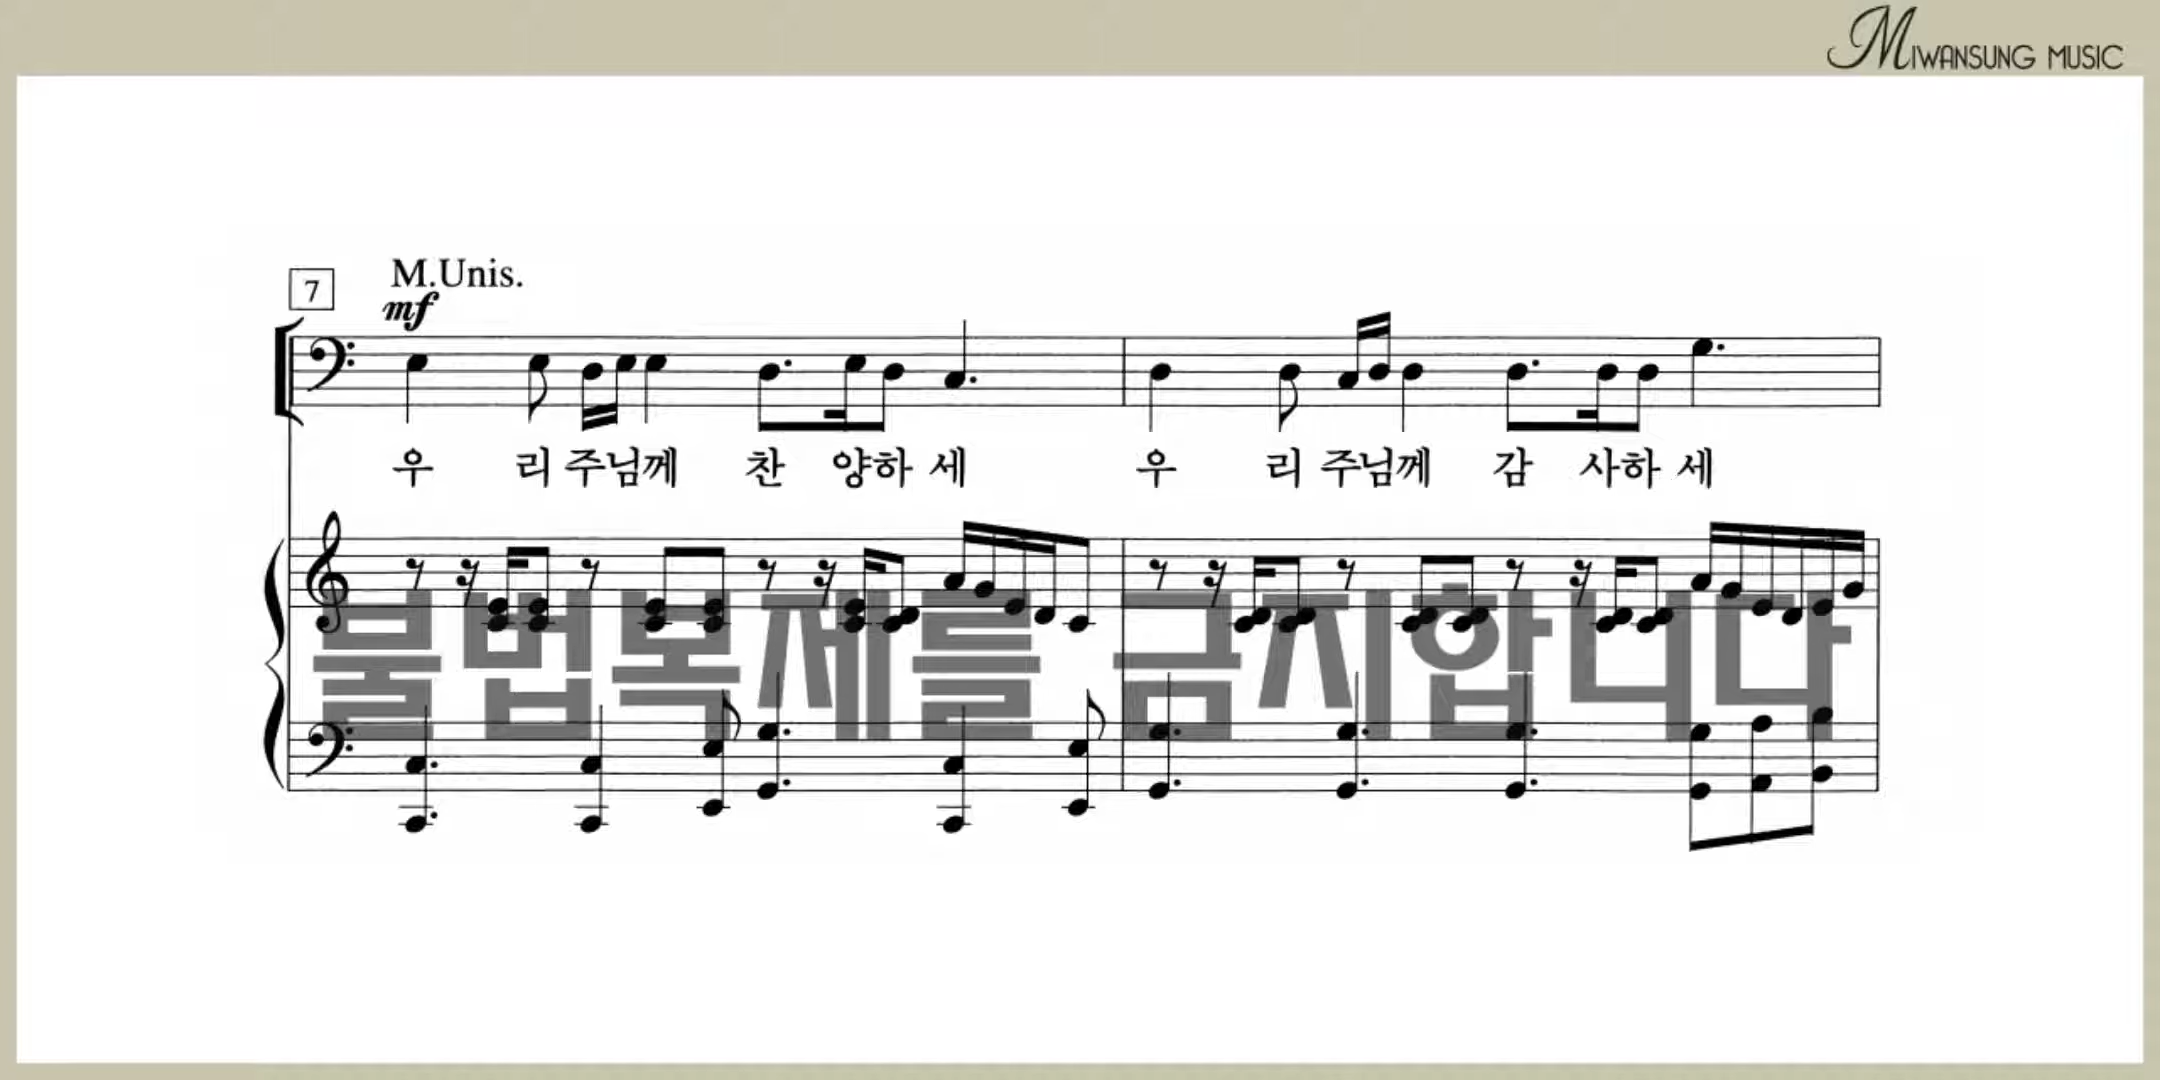 MIWANSUNG MUSIC
7
M.Unis.
mf
우 리 주님께 찬 양하 세 우 리 주님께 감 사하 세
불법복제를 금지합니다